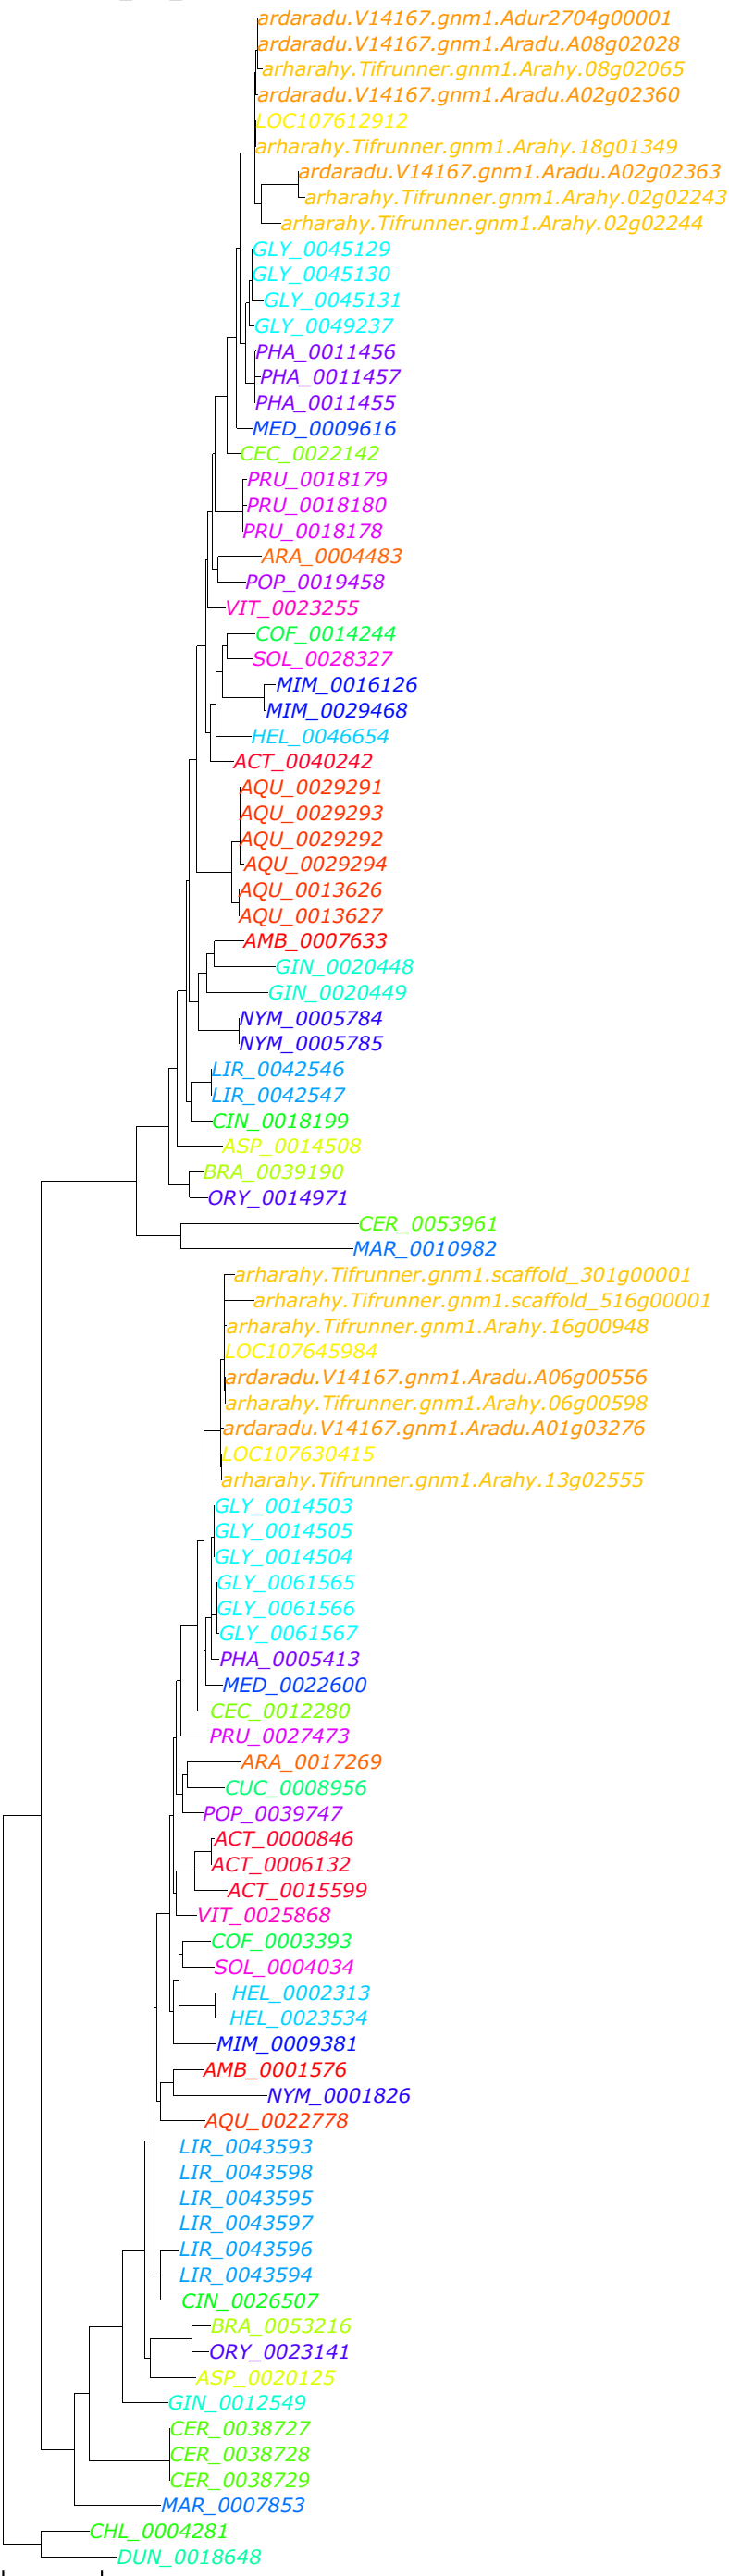 ardaradu.V14167.gnm1.Adur2704g00001
ardaradu.V14167.gnm1.Aradu.A08g02028
arharahy.Tifrunner.gnm1.Arahy.08g02065
ardaradu.V14167.gnm1.Aradu.A02g02360
LOC107612912
arharahy.Tifrunner.gnm1.Arahy.18g01349
ardaradu.V14167.gnm1.Aradu.A02g02363
arharahy.Tifrunner.gnm1.Arahy.02g02243
arharahy.Tifrunner.gnm1.Arahy.02g02244
GLY_0045129
GLY_0045130
GLY_0045131
GLY_0049237
PHA_0011456
PHA_0011457
PHA_0011455
MED_0009616
CEC_0022142
PRU_0018179
PRU_0018180
PRU_0018178
ARA_0004483
POP_0019458
VIT_0023255
COF_0014244
SOL_0028327
MIM_0016126
MIM_0029468
HEL_0046654
ACT_0040242
AQU_0029291
AQU_0029293
AQU_0029292
AQU_0029294
AQU_0013626
AQU_0013627
AMB_0007633
GIN_0020448
GIN_0020449
NYM_0005784
NYM_0005785
LIR_0042546
LIR_0042547
CIN_0018199
ASP_0014508
BRA_0039190
ORY_0014971
CER_0053961
MAR_0010982
arharahy.Tifrunner.gnm1.scaffold_301g00001
arharahy.Tifrunner.gnm1.scaffold_516g00001
arharahy.Tifrunner.gnm1.Arahy.16g00948
LOC107645984
ardaradu.V14167.gnm1.Aradu.A06g00556
arharahy.Tifrunner.gnm1.Arahy.06g00598
ardaradu.V14167.gnm1.Aradu.A01g03276
LOC107630415
arharahy.Tifrunner.gnm1.Arahy.13g02555
GLY_0014503
GLY_0014505
GLY_0014504
GLY_0061565
GLY_0061566
GLY_0061567
PHA_0005413
MED_0022600
CEC_0012280
PRU_0027473
ARA_0017269
CUC_0008956
POP_0039747
ACT_0000846
ACT_0006132
ACT_0015599
VIT_0025868
COF_0003393
SOL_0004034
HEL_0002313
HEL_0023534
MIM_0009381
AMB_0001576
NYM_0001826
AQU_0022778
LIR_0043593
LIR_0043598
LIR_0043595
LIR_0043597
LIR_0043596
LIR_0043594
CIN_0026507
BRA_0053216
ORY_0023141
ASP_0020125
GIN_0012549
CER_0038727
CER_0038728
CER_0038729
MAR_0007853
CHL_0004281
DUN_0018648